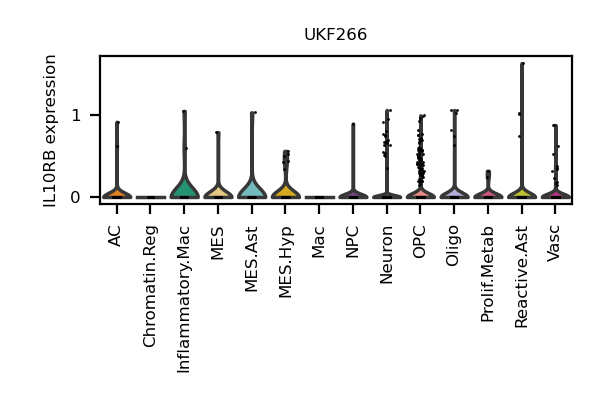 UKF266
IL10RB expression
1
0
AC
Chromatin.Reg
Inflammatory.Mac
MES
MES.Ast
MES.Hyp
Mac
NPC
Neuron
OPC
Oligo
Prolif.Metab
Reactive.Ast
Vasc